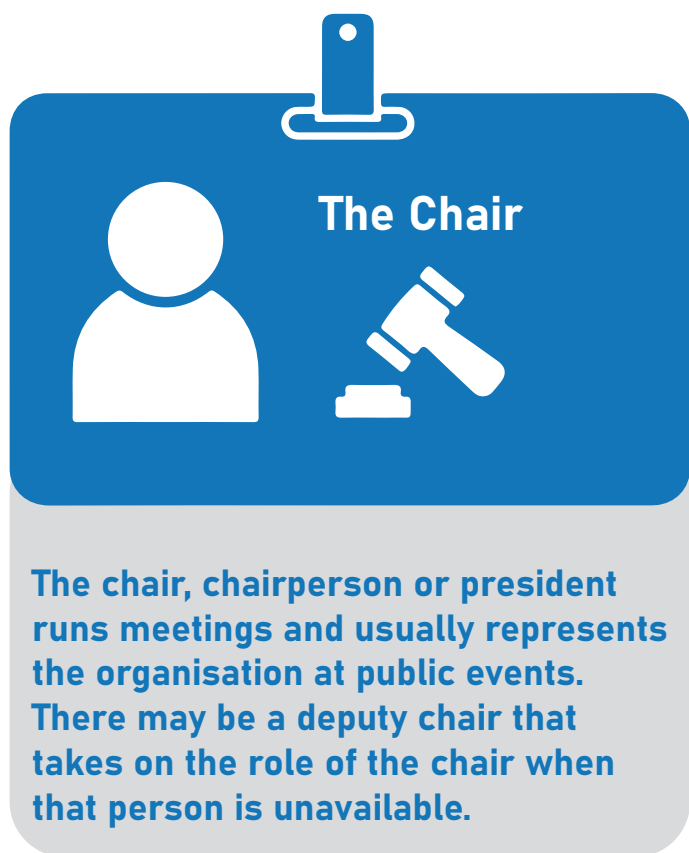 The Chair
The chair, chairperson or president
runs meetings and usually represents
the organisation at public events.
There may be a deputy chair that
takes on the role of the chair when
that person is unavailable.